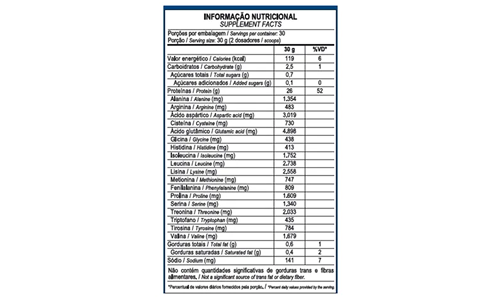 INFORMAÇÃO NUTRICIONAL
SUPPLEMENT FACTS
Porções por embalagem / Servings per container: 30
Porção / Serving size: 30 g (2 dosadores / scoops)
30 g %VD*
Valor energético / Calories (kcal) 119 6
Carboidratos / Carbohydrate (g) 2,5 1
Açúcares totais / Total sugars (g) 0,7
Açúcares adicionados / Added sugars (g) 0,1 0
Proteínas / Protein (g) 26 52
Alanina / Alanine (mg) 1,354
Arginina / Arginine (mg) 483
Ácido aspártico / Aspartic acid (mg) 3,019
Cisteína / Cysteine (mg) 730
Ácido glutâmico / Glutamic acid (mg) 4,898
Glicina / Glycine (mg) 438
Histidina / Histidine (mg) 413
Isoleucina / Isoleucine (mg) 1,752
Leucina / Leucine (mg) 2,738
Lisina / Lysine (mg) 2,558
Metionina / Methionine (mg) 747
Fenilalanina / Phenylalanine (mg) 809
Prolina / Proline (mg) 1,609
Serina / Serine (mg) 1,340
Treonina / Threonine (mg) 2,033
Triptofano / Tryptophan (mg) 435
Tirosina / Tyrosine (mg) 784
Valina / Valine (mg) 1,679
Gorduras totais / Total fat (g) 0,6 1
Gorduras saturadas / Saturated fat (g) 0,4 2
Sódio / Sodium (mg) 141 7
Não contém quantidades significativas de gorduras trans e fibras
alimentares. / Not a significant source of trans fat or dietary fiber.
*Percentual de valores diários fornecidos pela porção. / *Percent daily values provided by the serving.